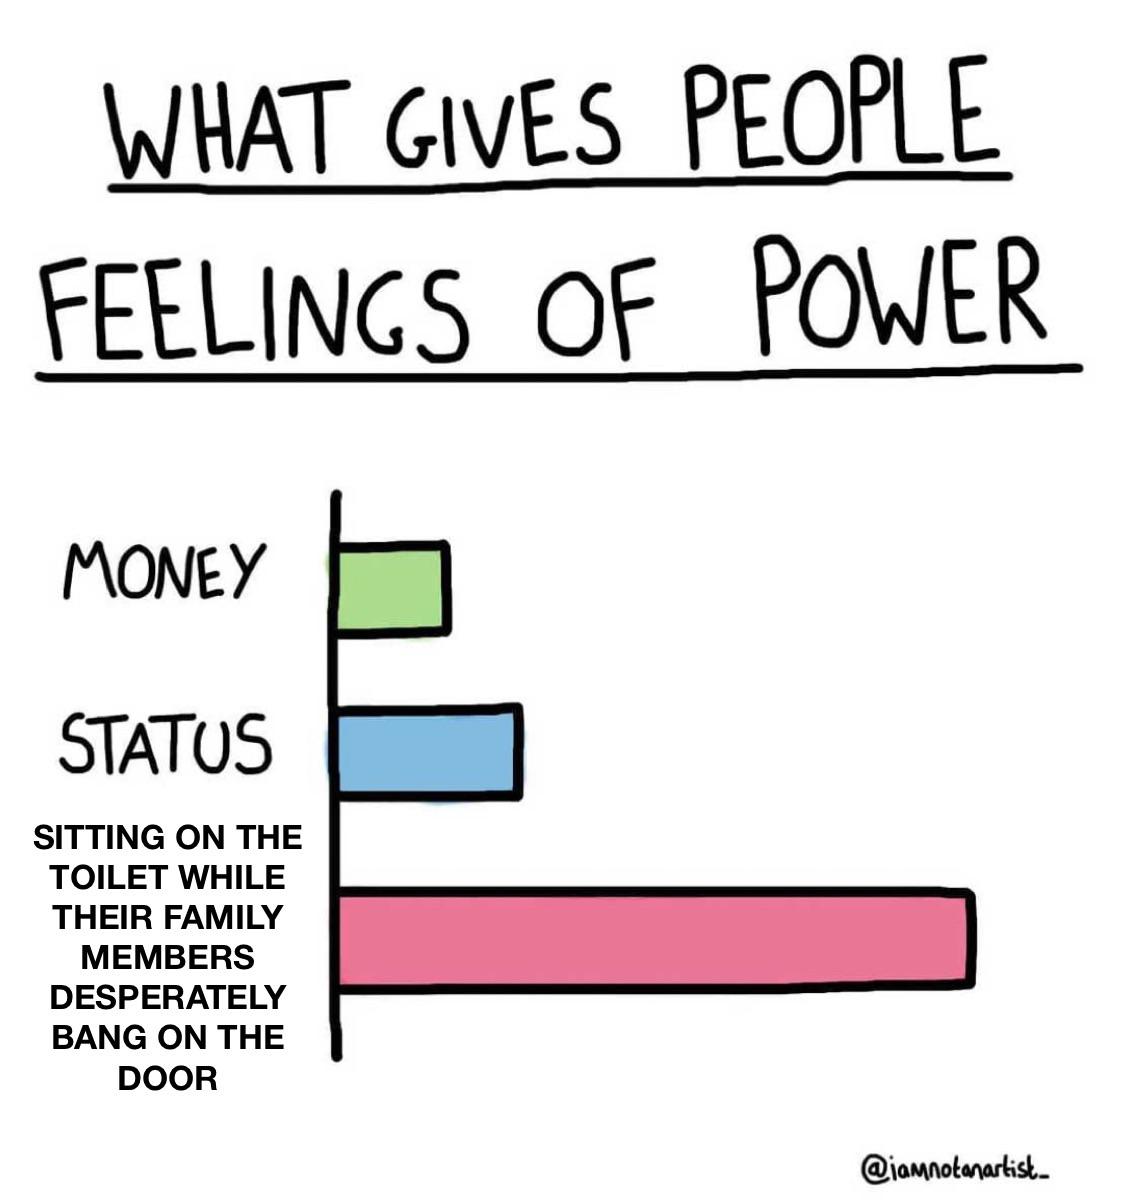 WHAT GIVES PEOPLE
FEELINGS OF POWER
MONEY
STATUS
SITTING ON THE
TOILET WHILE
THEIR FAMILY
MEMBERS
DESPERATELY
BANG ON THE
DOOR
@iamnotanartist_